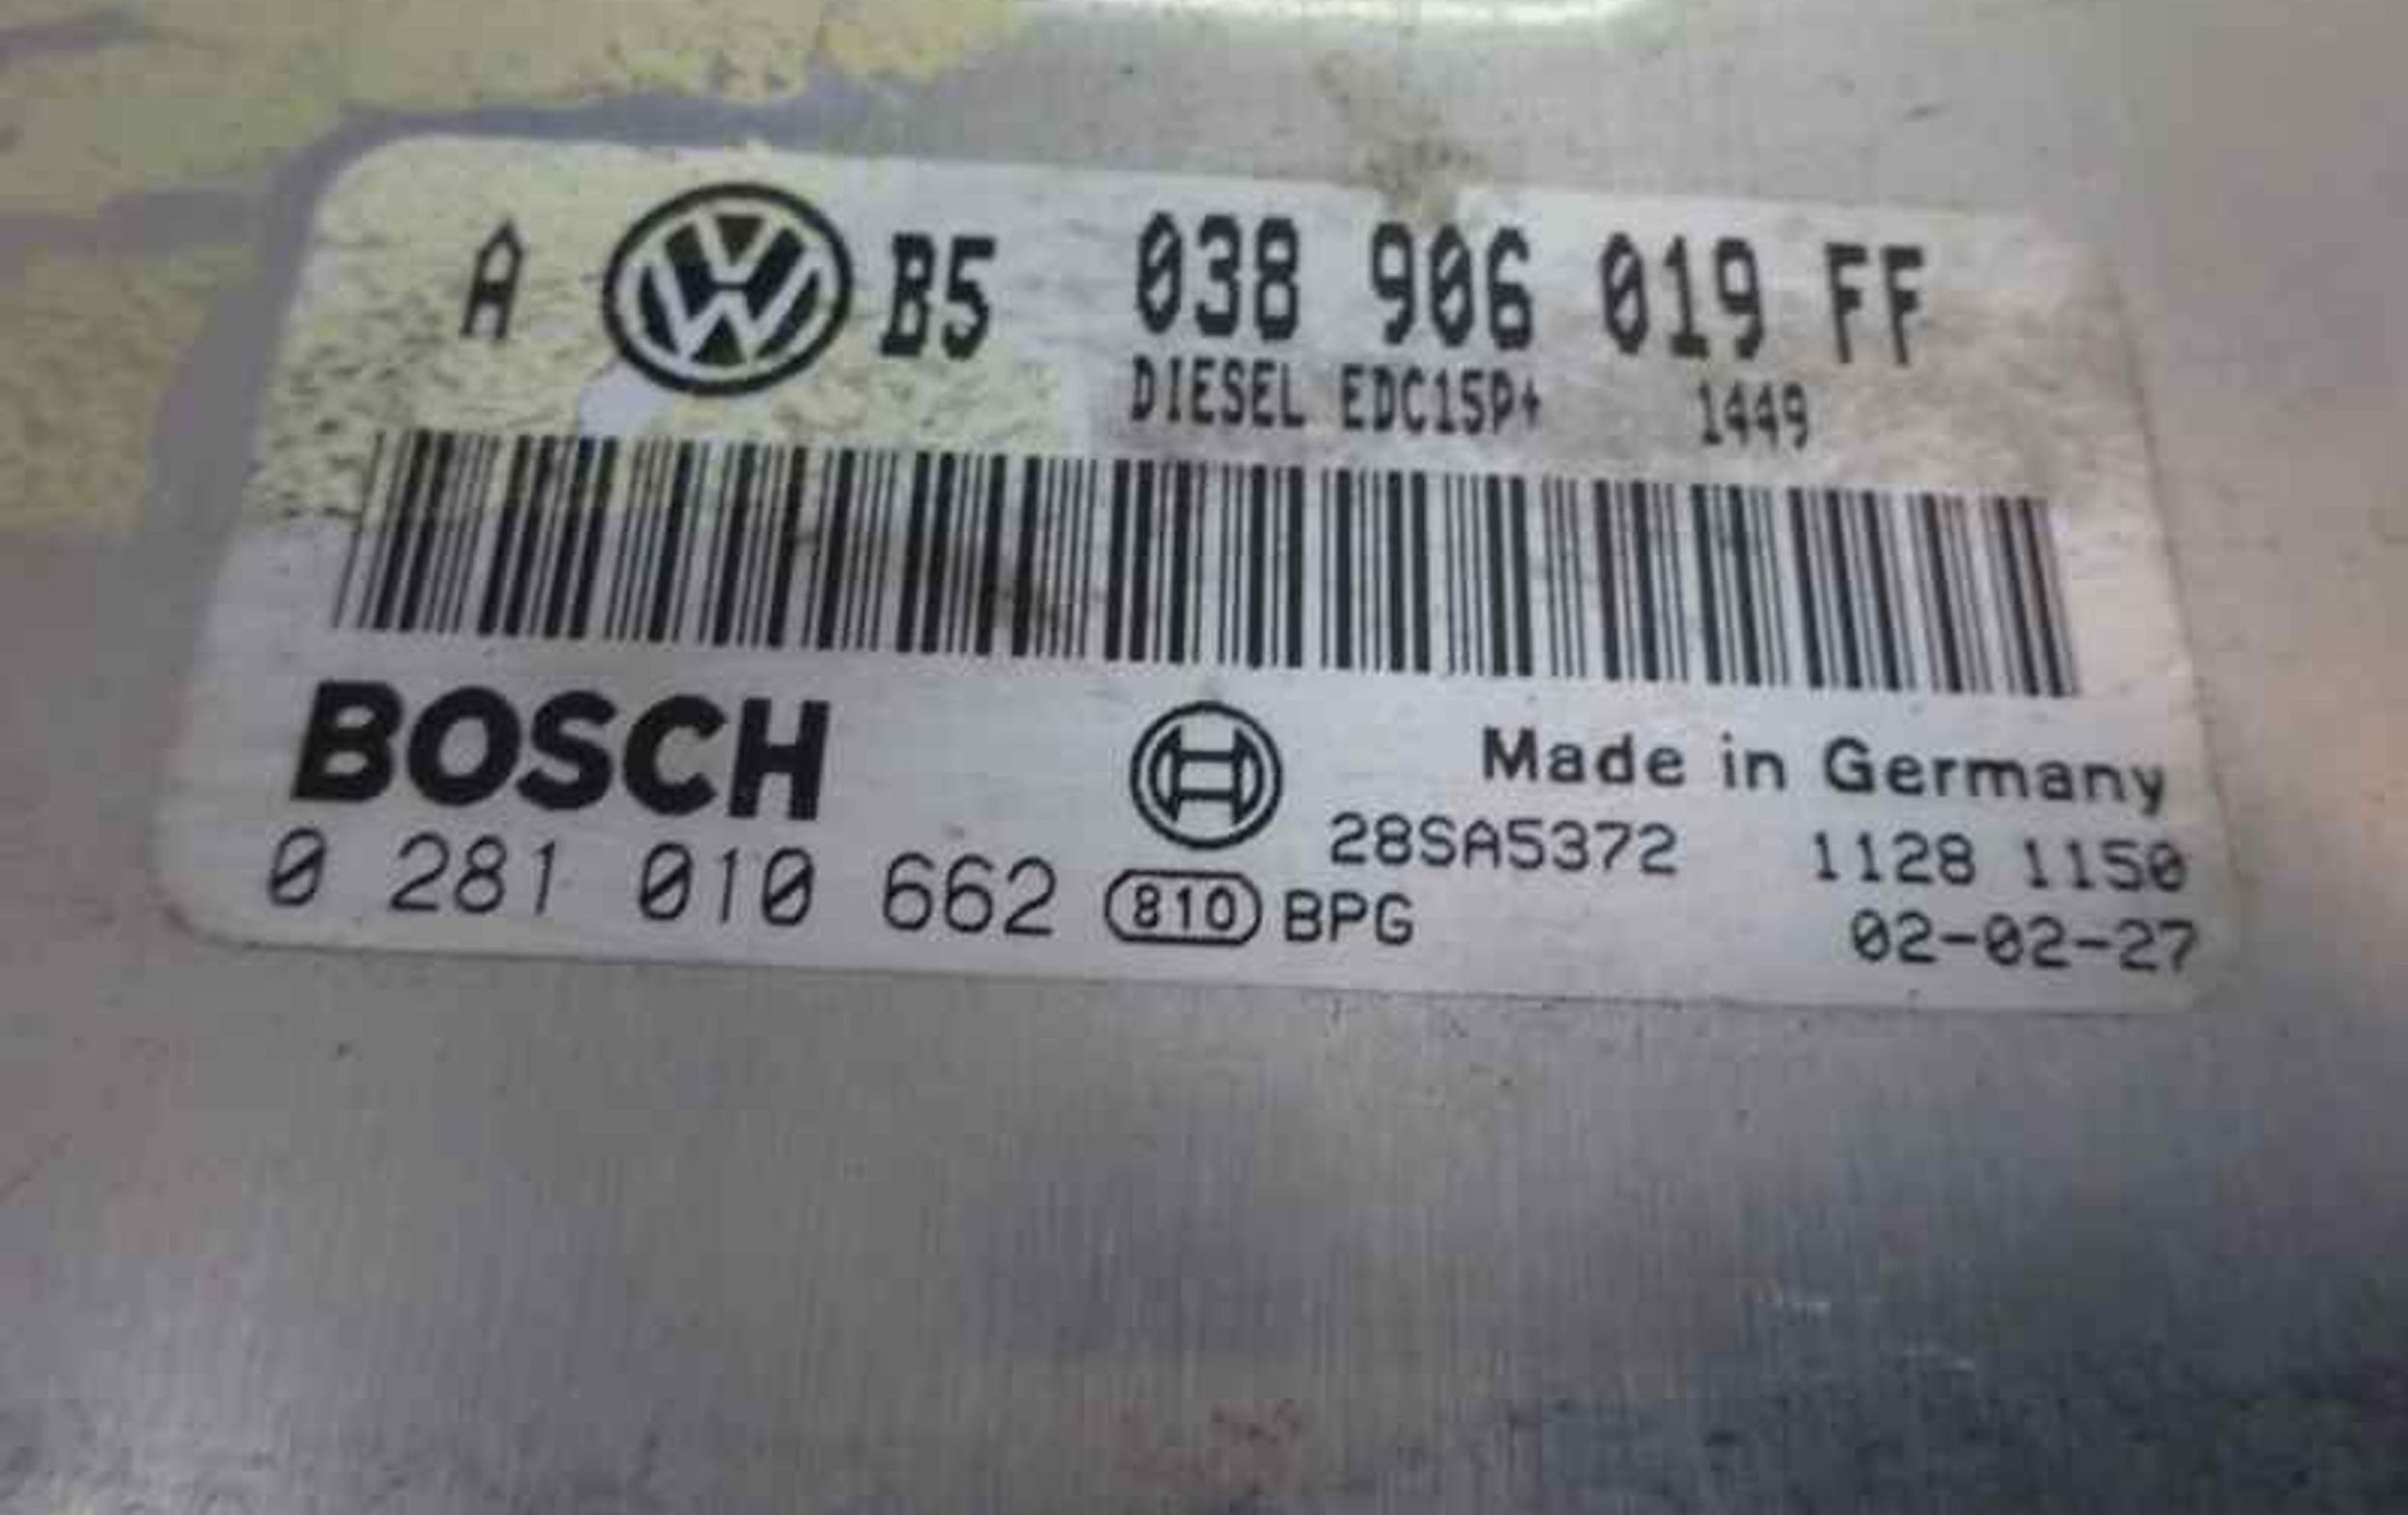 A VW B5 038 906 019 FF
DIESEL EDC15P+ 1449
BOSCH Made in Germany
28SA5372 1128 1150
0 281 010 662 810 BPG 02-02-27